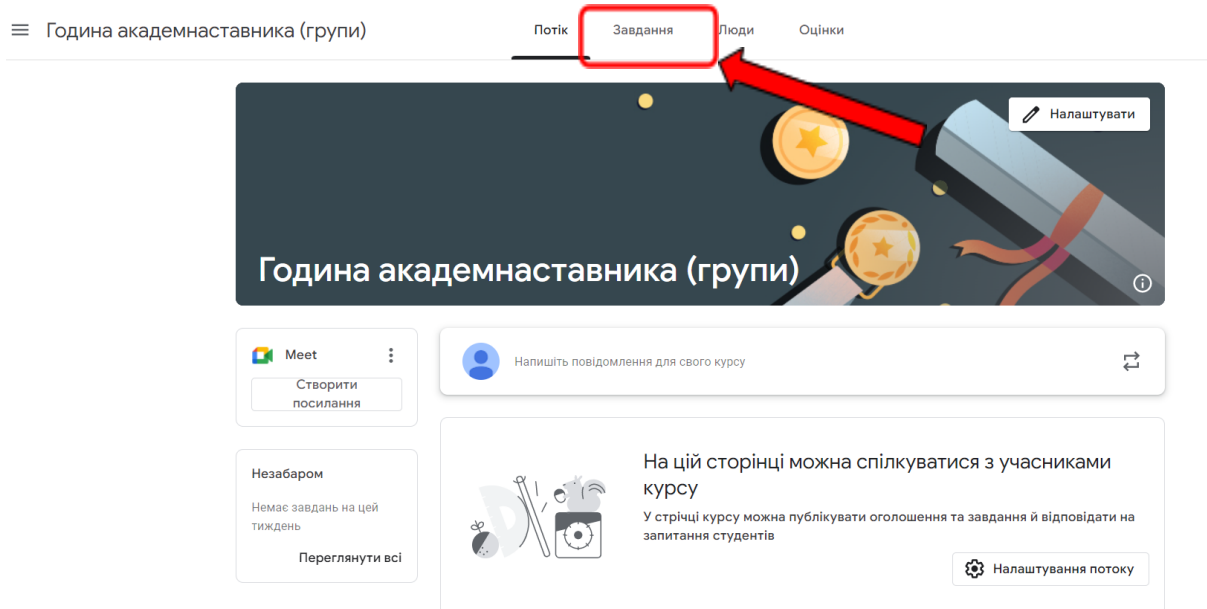 Година академнаставника (групи)
Потік
Завдання
Люди
Оцінки
Налаштувати
Година академнаставника (групи)
Meet
Створити
посилання
Напишіть повідомлення для свого курсу
Незабаром
Немає завдань на цей
тиждень
Переглянути всі
На цій сторінці можна спілкуватися з учасниками
курсу
У стрічці курсу можна публікувати оголошення та завдання й відповідати на
запитання студентів
Налаштування потоку